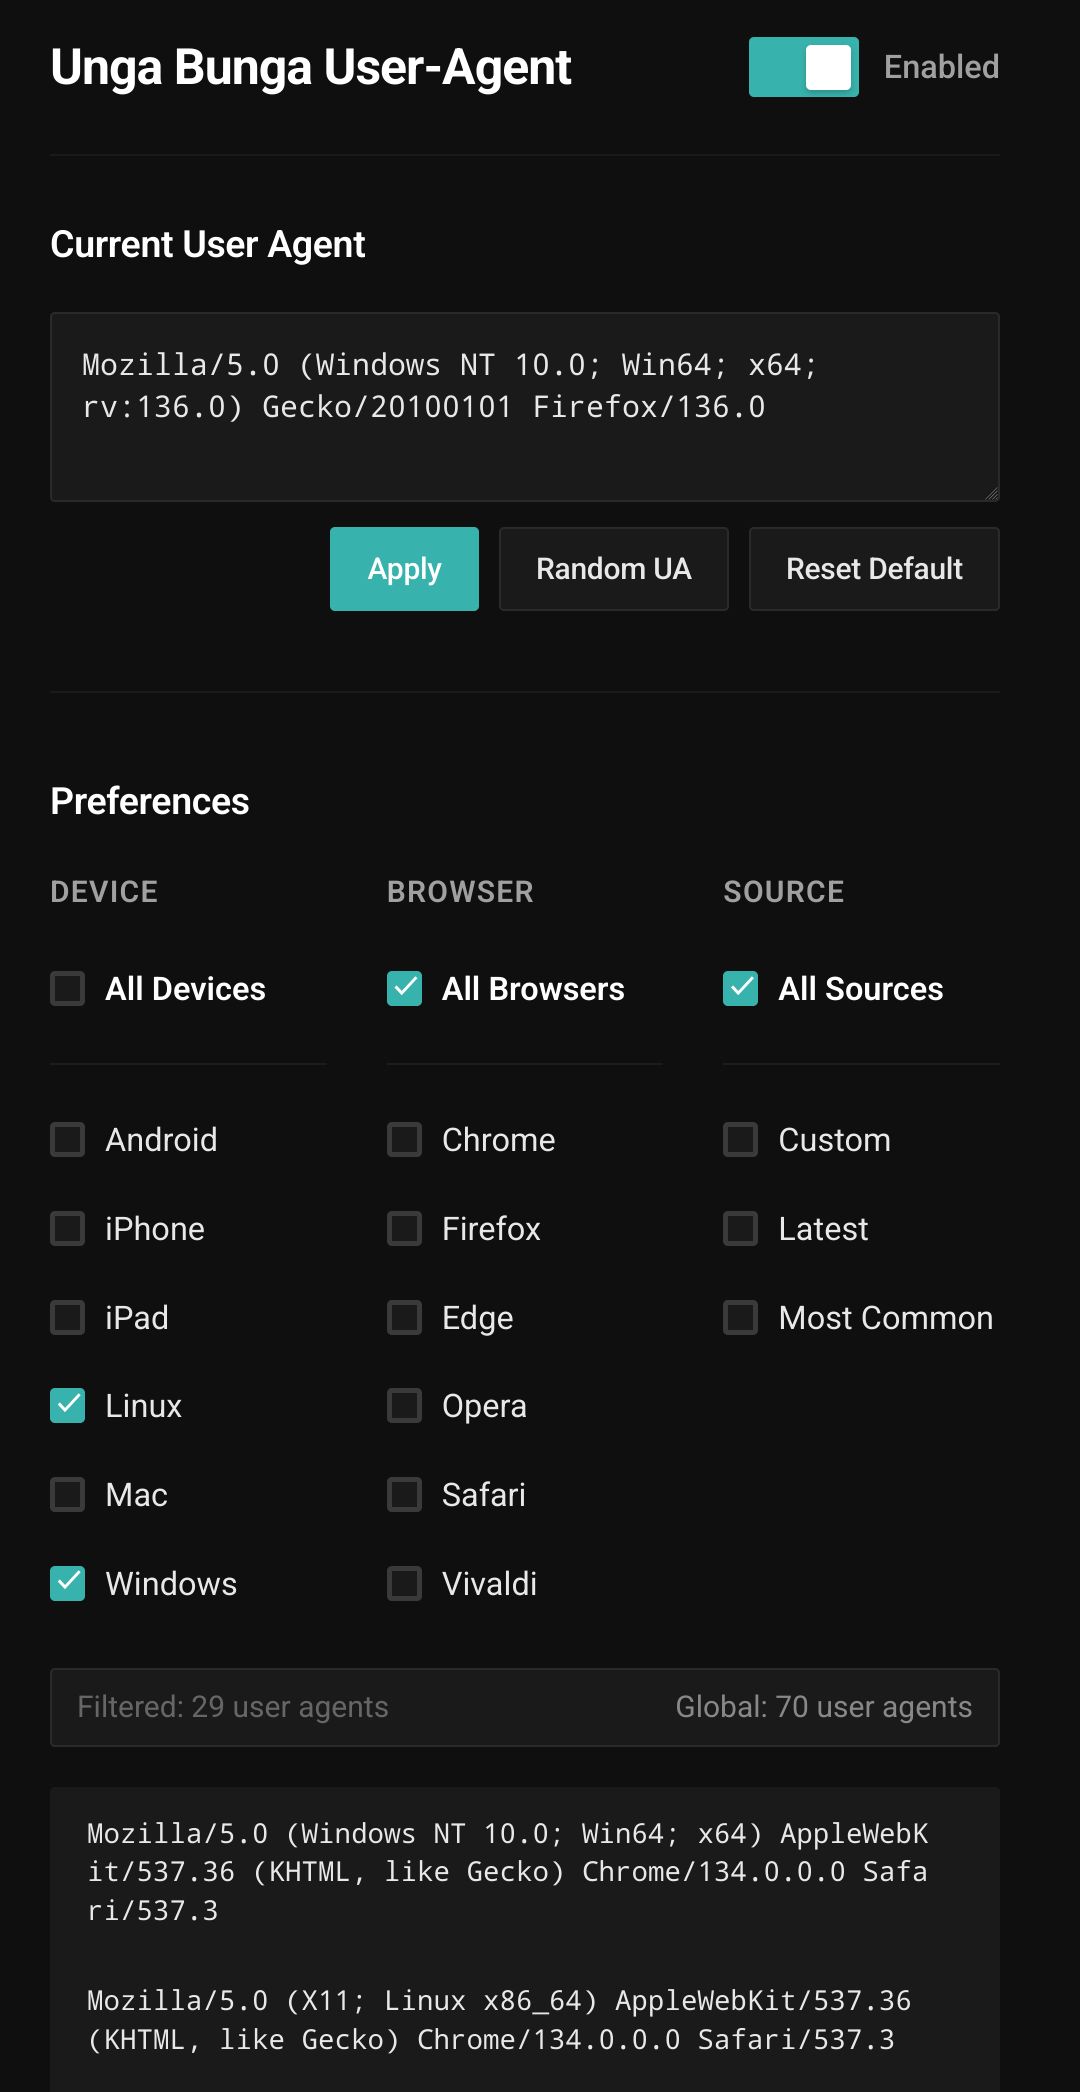 Unga Bunga User-Agent
Enabled
Current User Agent
Mozilla/5.0 (Windows NT 10.0; Win64; x64;
rv:136.0) Gecko/20100101 Firefox/136.0
Apply
Random UA
Reset Default
Preferences
DEVICE
All Devices
Android
iPhone
iPad
Linux
Mac
Windows
BROWSER
All Browsers
Chrome
Firefox
Edge
Opera
Safari
Vivaldi
SOURCE
All Sources
Custom
Latest
Most Common
Filtered: 29 user agents
Global: 70 user agents
Mozilla/5.0 (Windows NT 10.0; Win64; x64) AppleWebK
it/537.36 (KHTML, like Gecko) Chrome/134.0.0.0 Safa
ri/537.3
Mozilla/5.0 (X11; Linux x86_64) AppleWebKit/537.36
(KHTML, like Gecko) Chrome/134.0.0.0 Safari/537.3